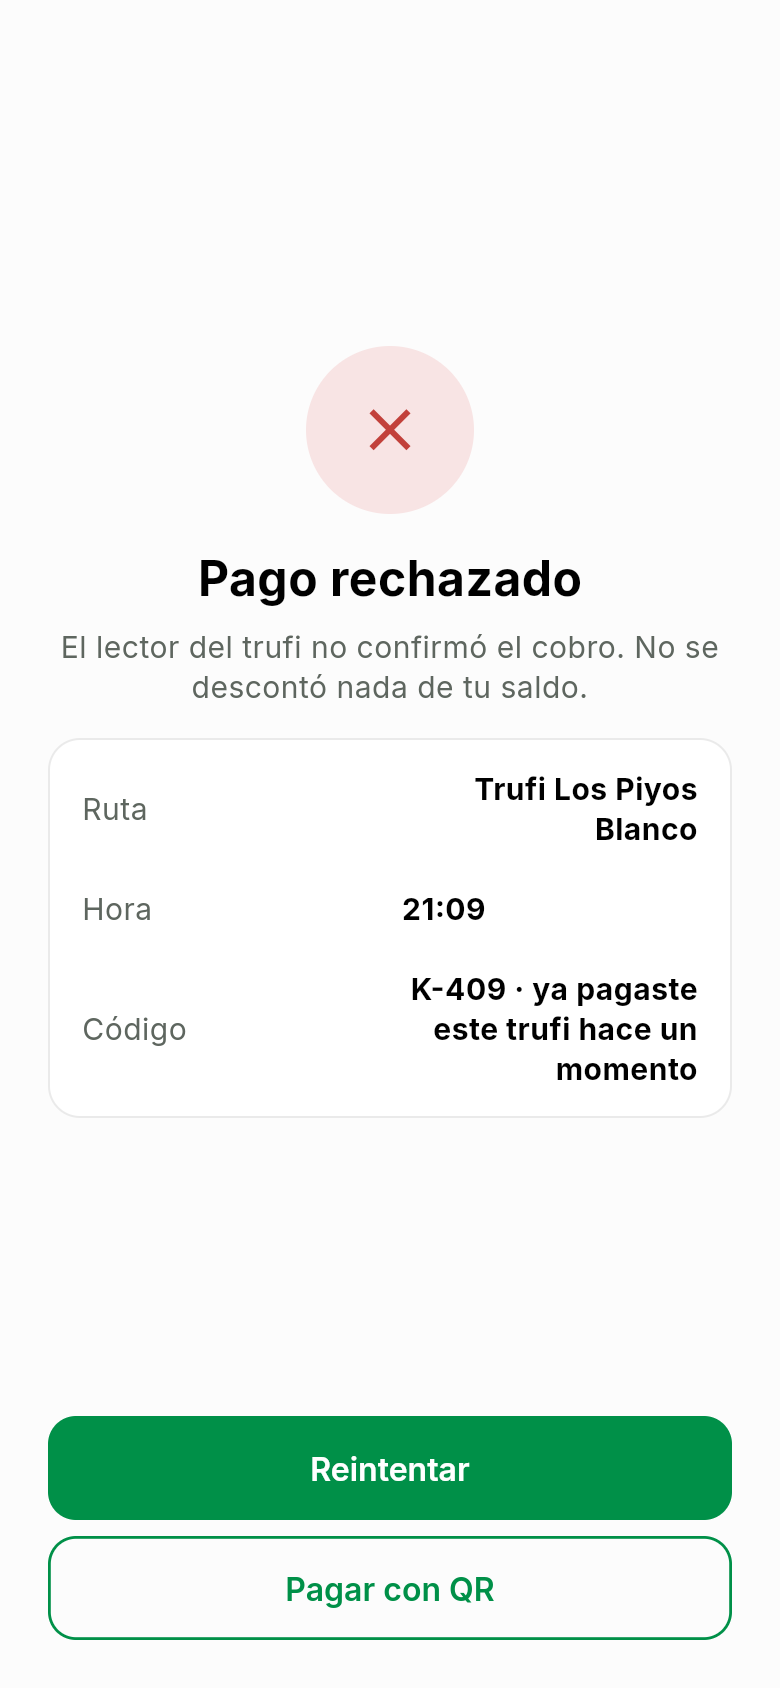 Pago rechazado
El lector del trufi no confirmó el cobro. No se
descontó nada de tu saldo.
Ruta
Trufi Los Piyos
Blanco
Hora
21:09
Código
K-409 · ya pagaste
este trufi hace un
momento
Reintentar
Pagar con QR